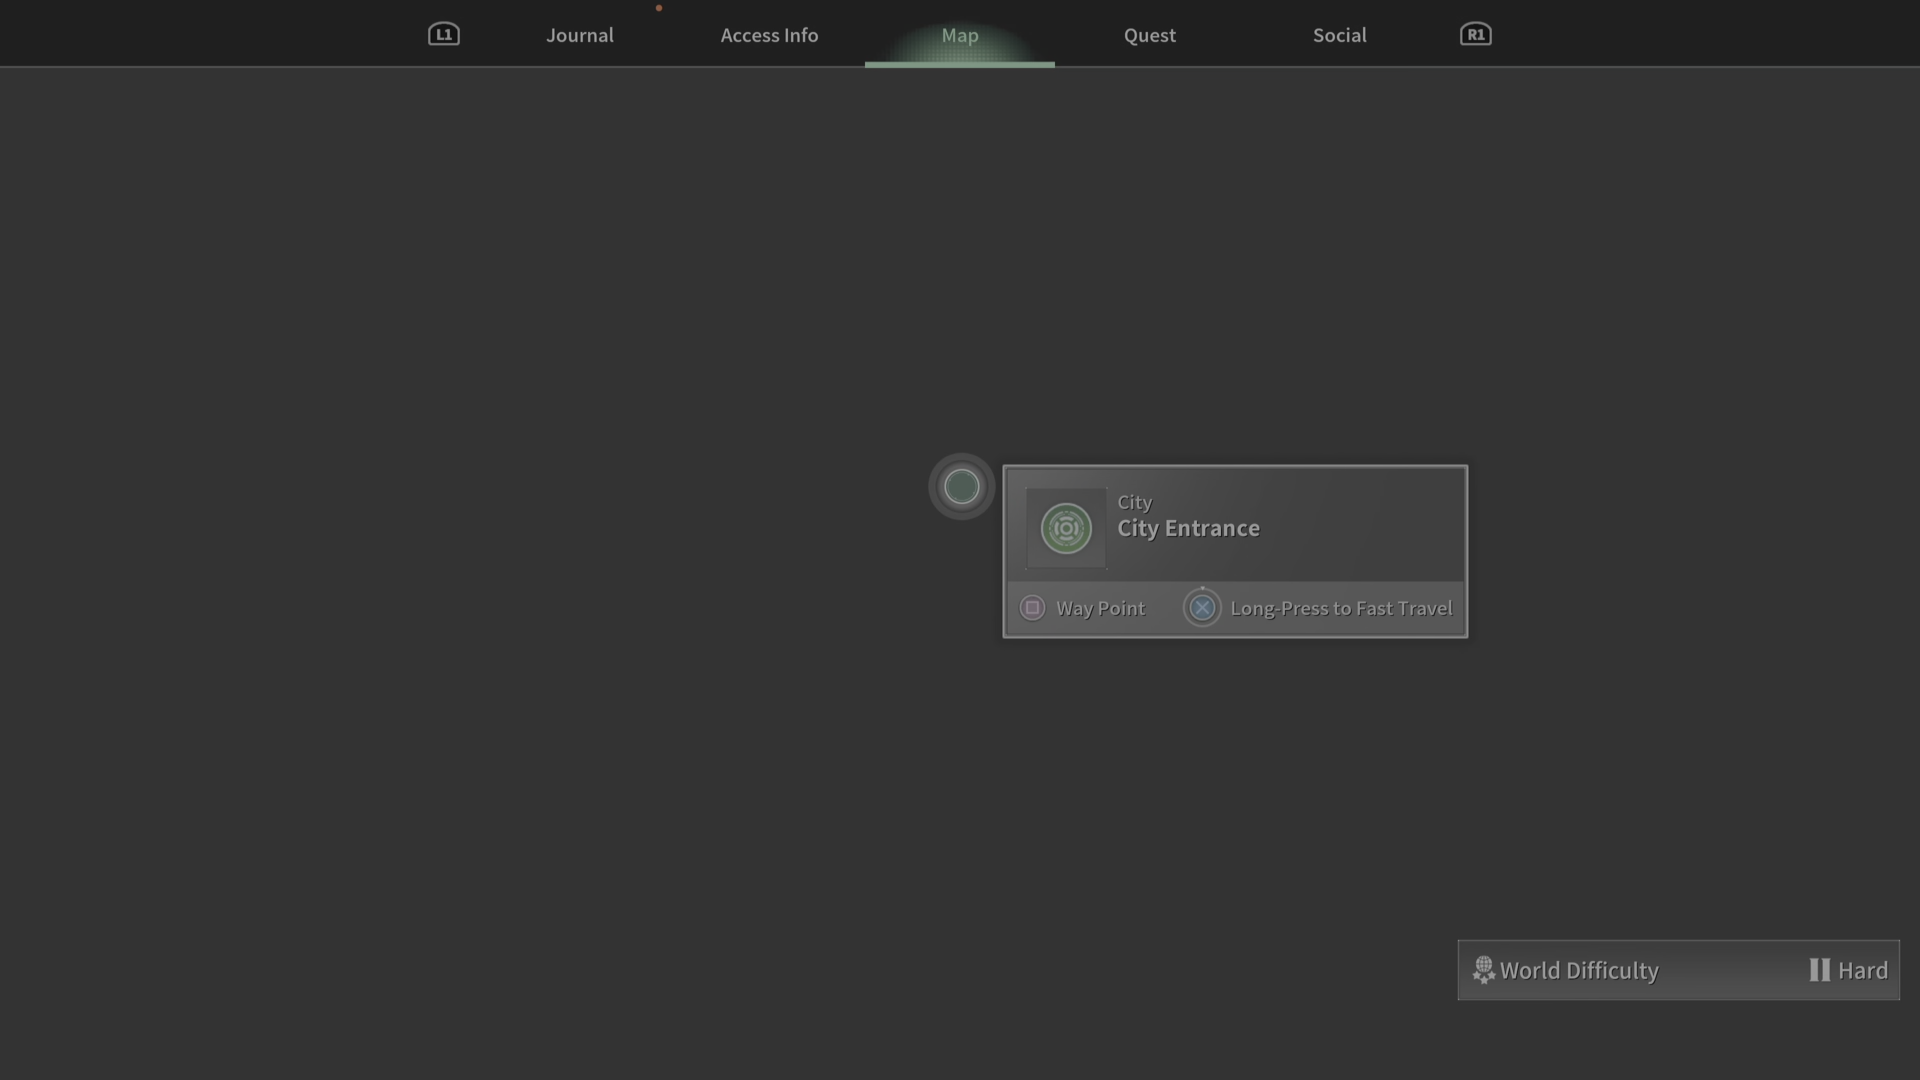 L1 Journal Access Info Map Quest Social R1
City
City Entrance
Way Point Long-Press to Fast Travel
World Difficulty Hard